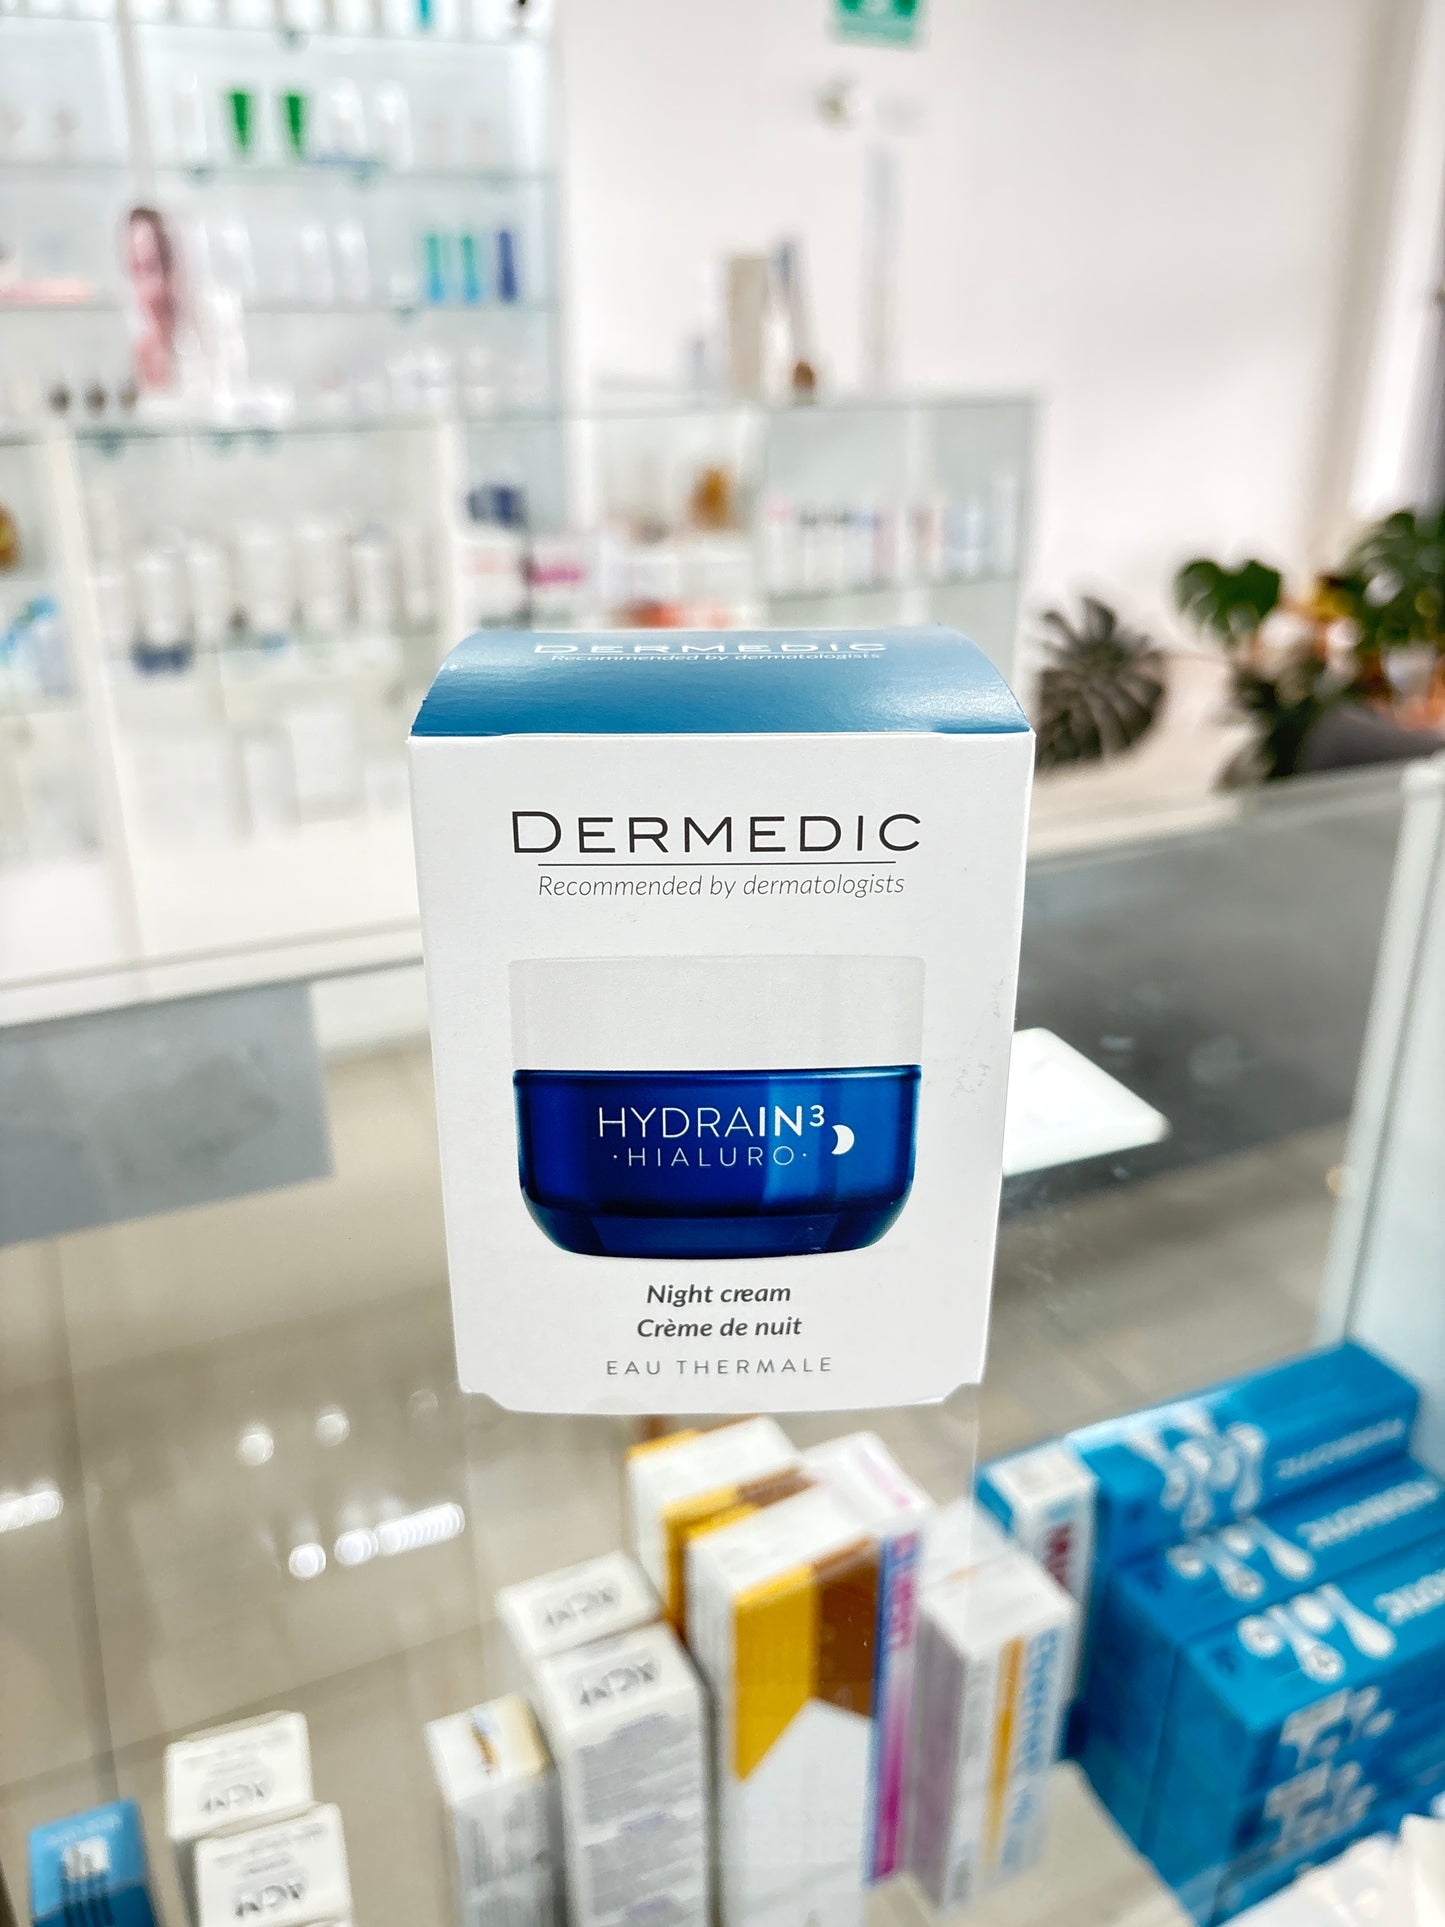 DERMEDIC
Recommended by dermatologists
DERMEDIC
Recommended by dermatologists
HYDRAIN³
·HIALURO·
Night cream
Crème de nuit
EAU THERMALE